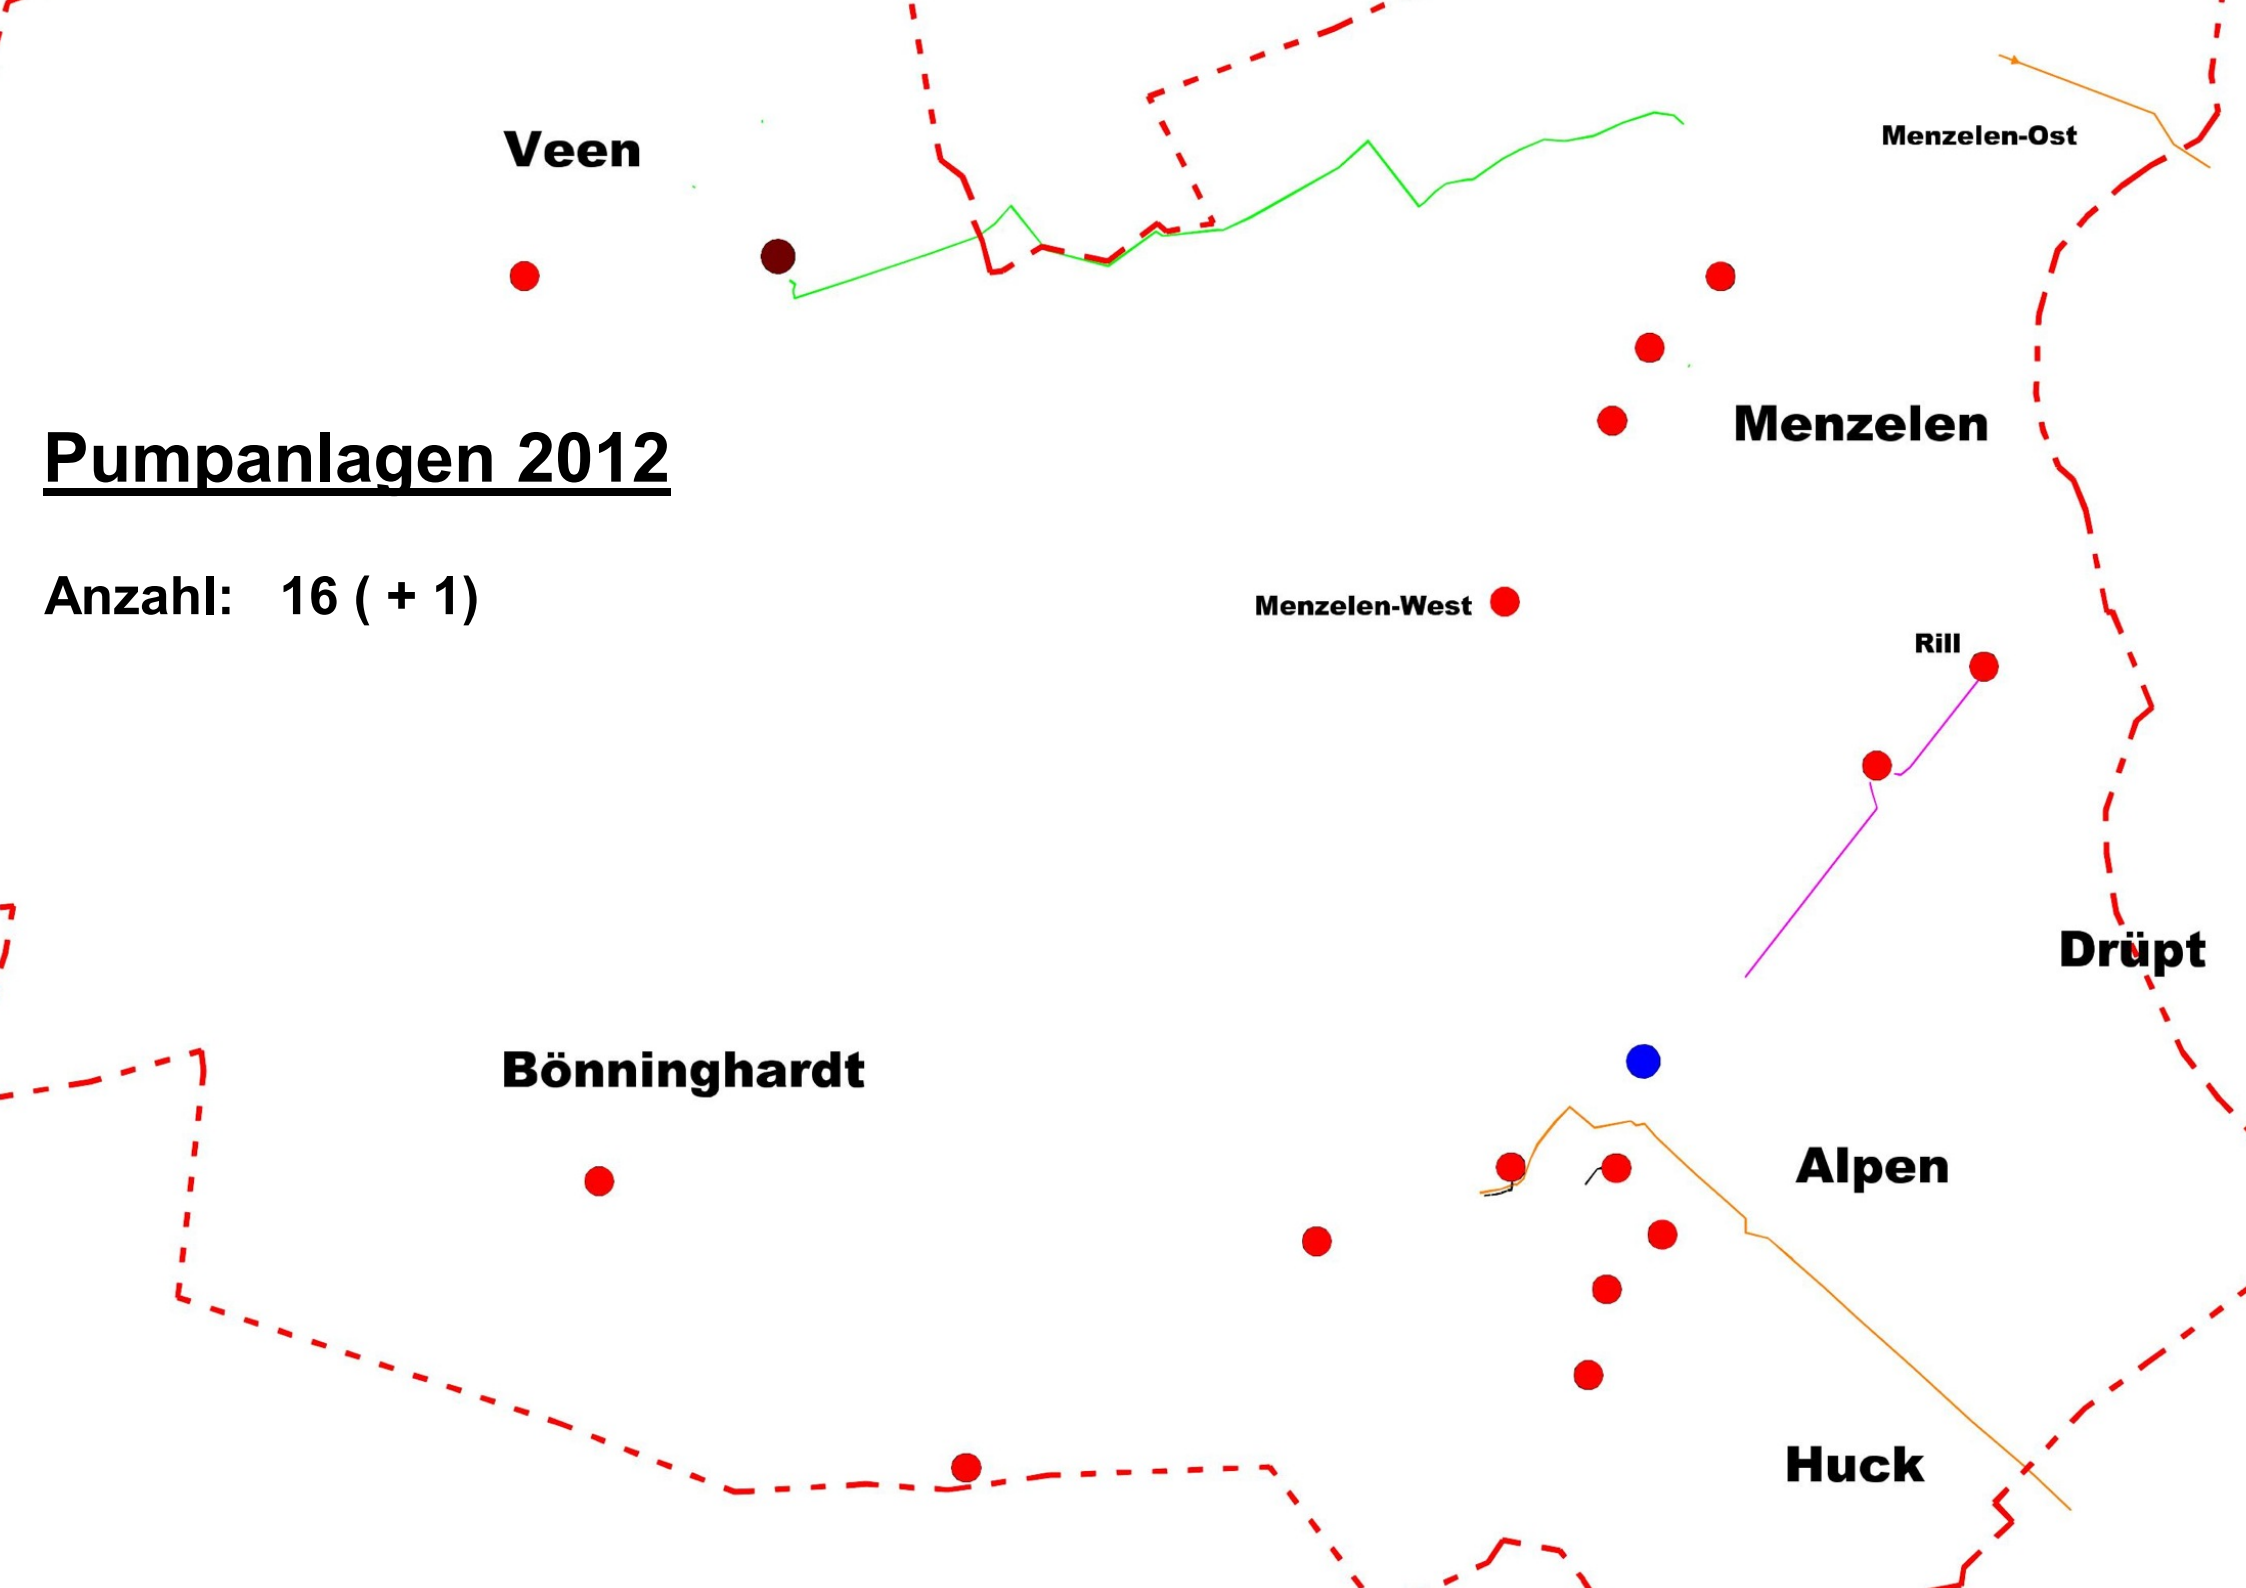 Veen
Menzelen-Ost
Pumpanlagen 2012
Menzelen
Anzahl: 16 ( + 1)
Menzelen-West
Rill
Drüpt
Bönninghardt
Alpen
Huck